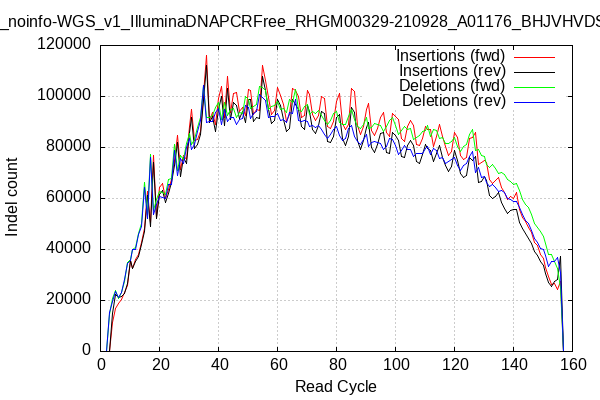 _noinfo-WGS_v1_IlluminaDNAPCRFree_RHGM00329-210928_A01176_BHJVHVDS
Insertions (fwd)
Insertions (rev)
Deletions (fwd)
Deletions (rev)
120000
100000
80000
60000
40000
20000
0
Indel count
0 20 40 60 80 100 120 140 160
Read Cycle